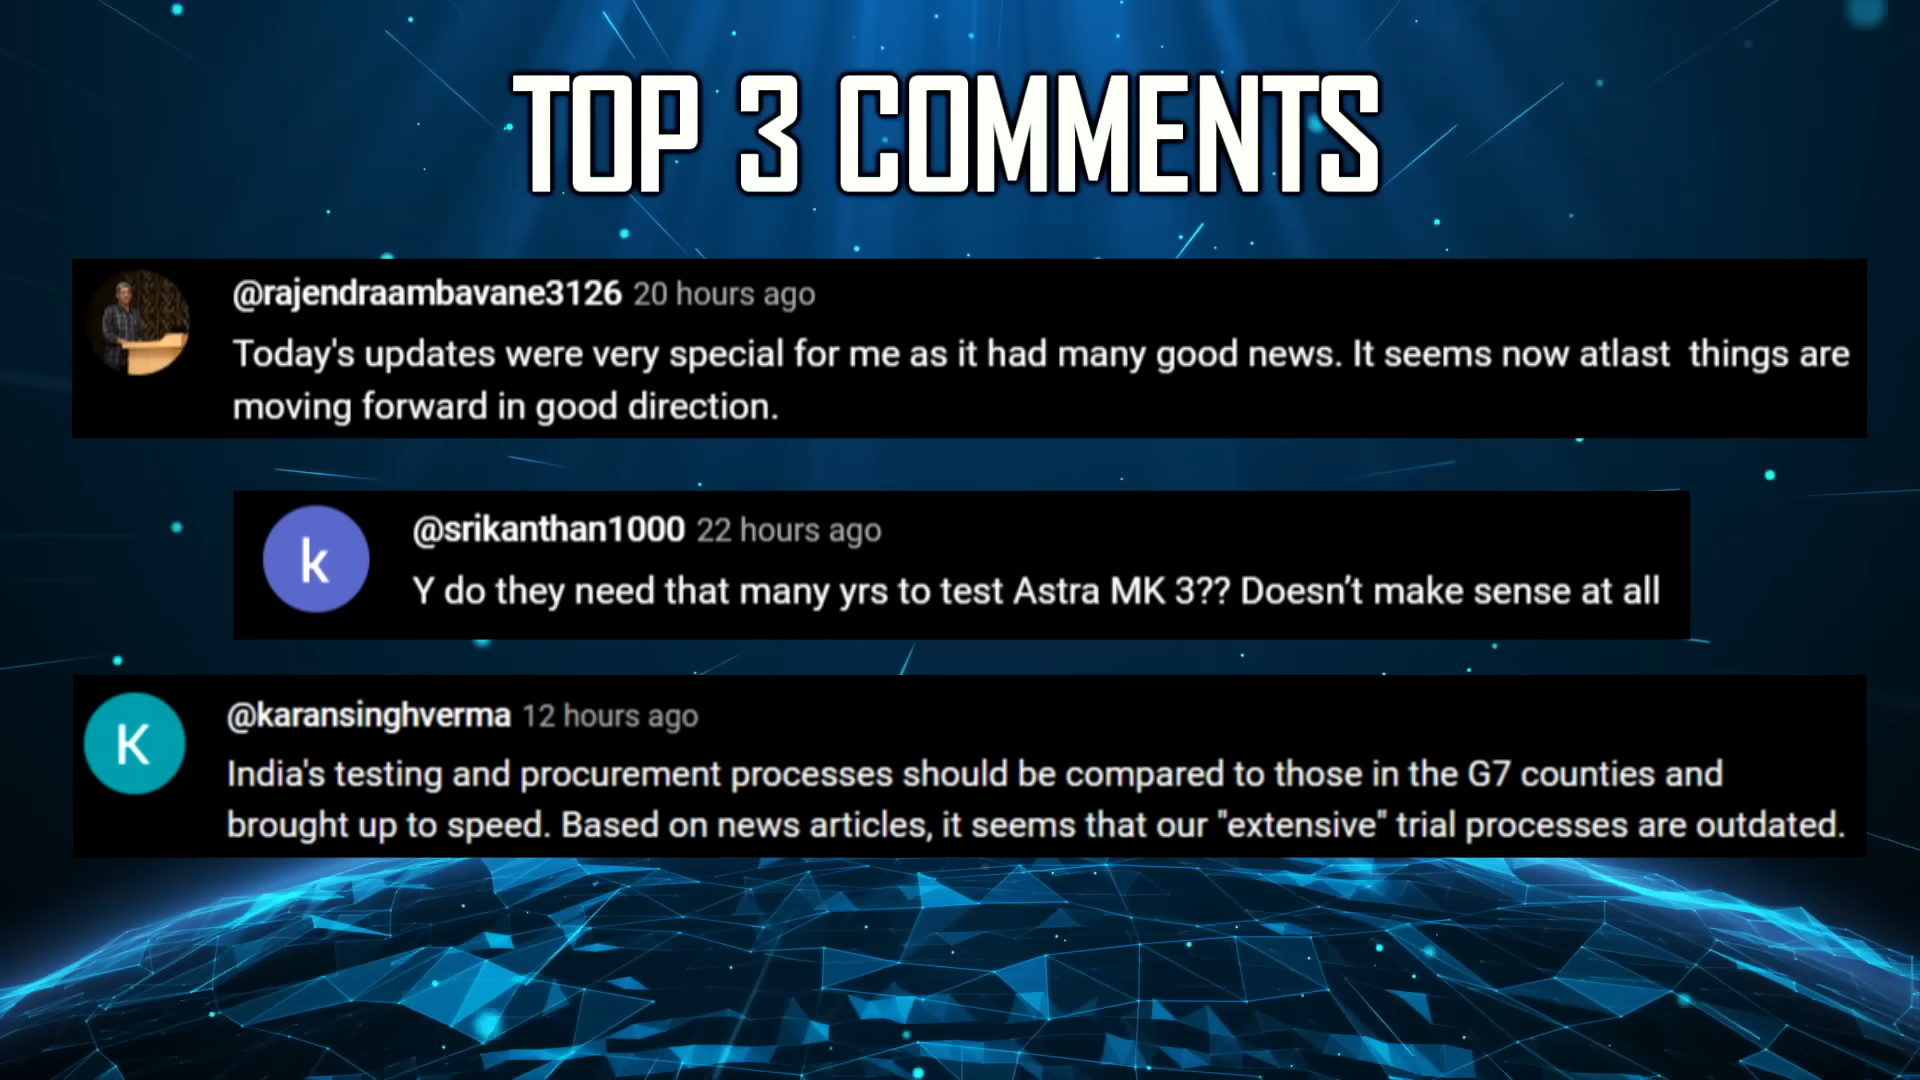 TOP 3 COMMENTS
@rajendraambavane3126 20 hours ago
Today's updates were very special for me as it had many good news. It seems now atlast  things are
moving forward in good direction.
k
@srikanthan1000 22 hours ago
Y do they need that many yrs to test Astra MK 3?? Doesn’t make sense at all
K
@karansinghverma 12 hours ago
India's testing and procurement processes should be compared to those in the G7 counties and
brought up to speed. Based on news articles, it seems that our "extensive" trial processes are outdated.